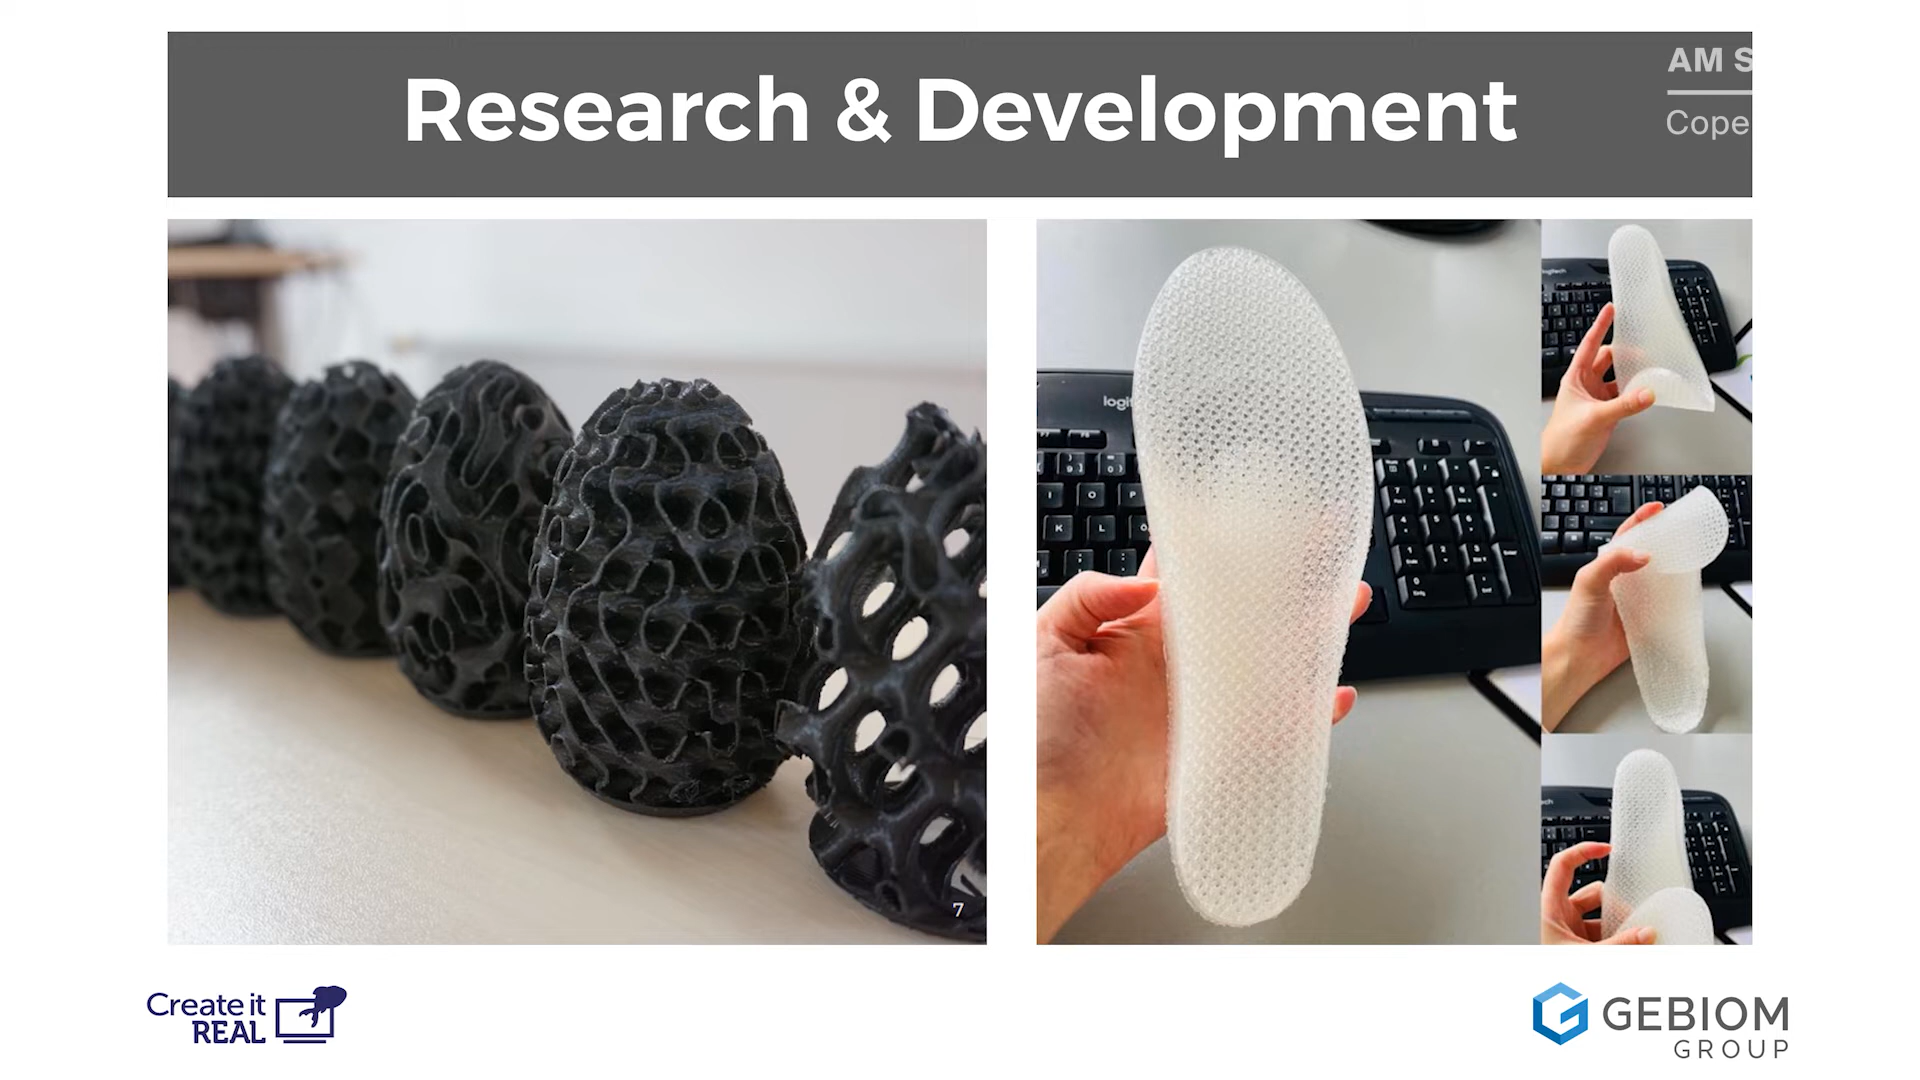 Research & Development
AM S
Cope
logi
7
Create it
REAL
GEBIOM
GROUP